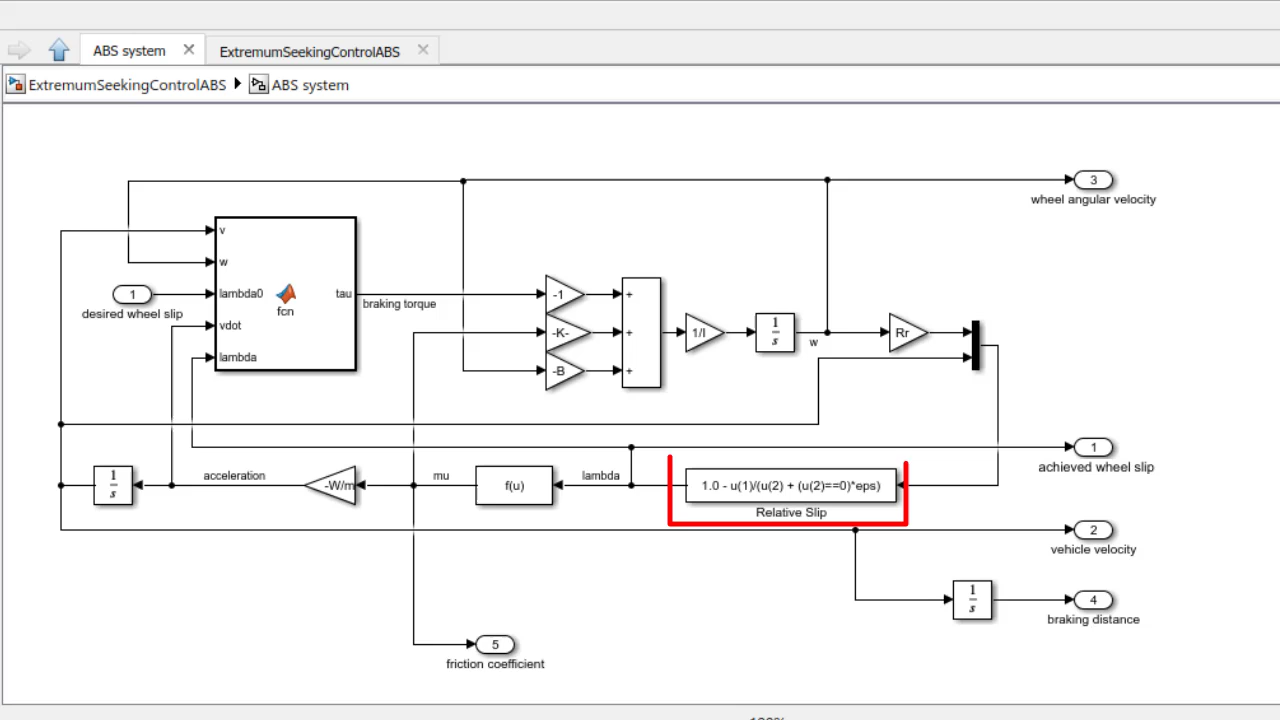 ABS system
ExtremumSeekingControlABS
ExtremumSeekingControlABS
ABS system
3
wheel angular velocity
v
w
1
lambda0
tau
desired wheel slip
fcn
braking torque
vdot
lambda
-1
-K-
-B
+
+
+
1/I
1
s
w
Rr
1
achieved wheel slip
1
s
acceleration
-W/m
mu
f(u)
lambda
1.0 - u(1)/(u(2) + (u(2)==0)*eps)
Relative Slip
2
vehicle velocity
1
s
4
braking distance
5
friction coefficient